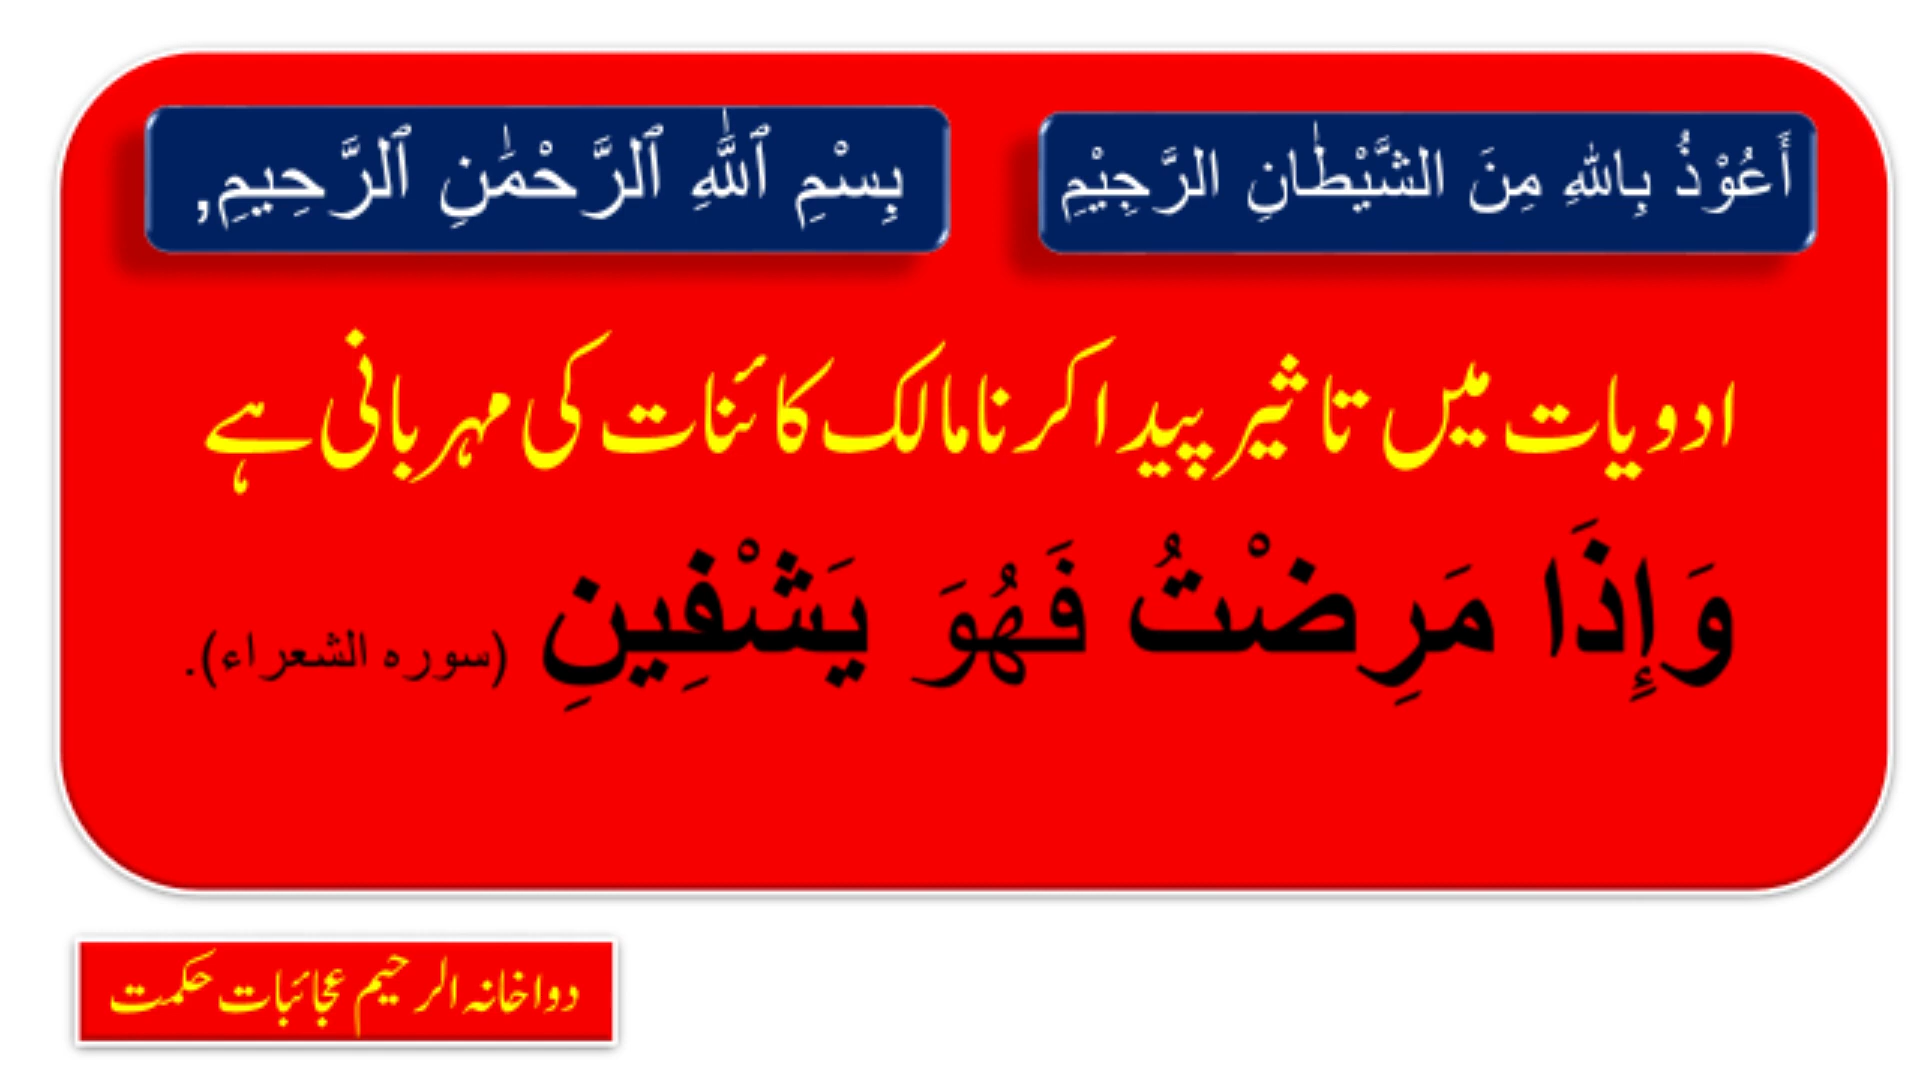 أَعُوْذُ بِاللهِ مِنَ الشَّيْطٰانِ الرَّجِيْمِ
بِسْمِ ٱللَّٰهِ ٱلرَّحْمَٰنِ ٱلرَّحِيمِ,
ادویات میں تاثیر پیدا کرنا مالک کائنات کی مہربانی ہے
وَإِذَا مَرِضْتُ فَهُوَ يَشْفِينِ (سوره الشعراء).
دواخانہ الرحیم عجائبات حکمت